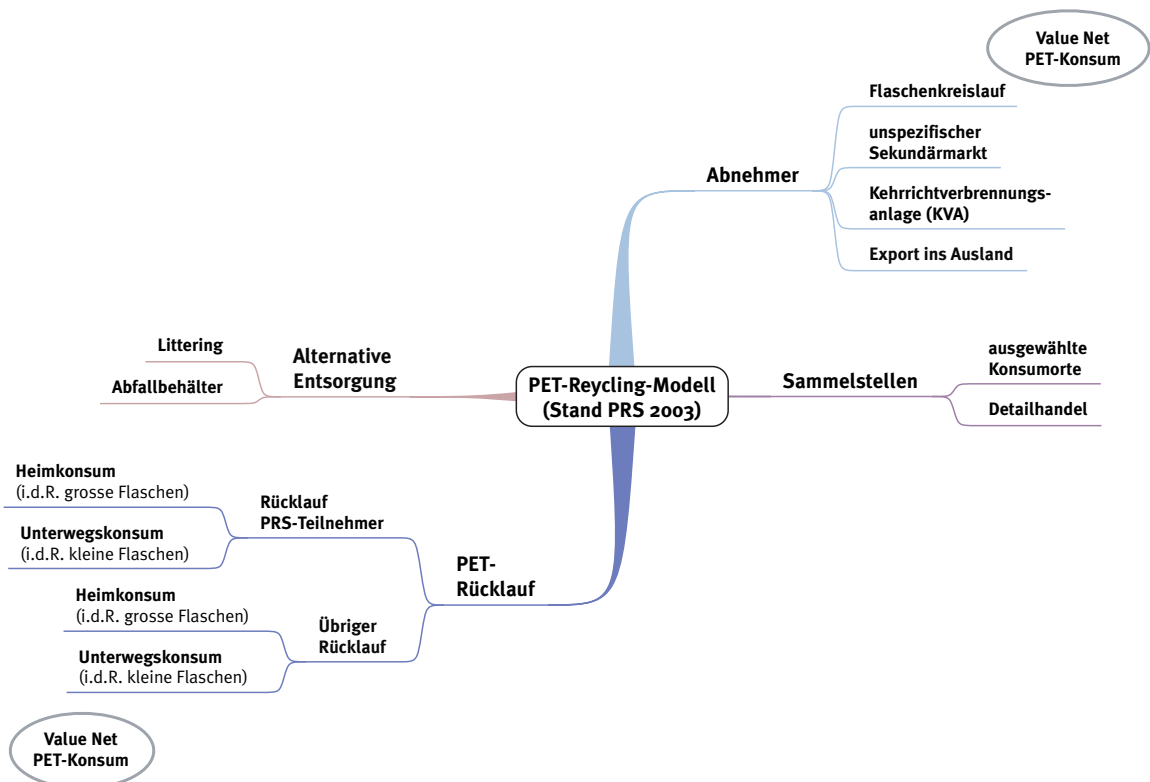 Value Net
PET-Konsum
Flaschenkreislauf
unspezifischer
Sekundärmarkt
Abnehmer
Kehrrichtverbrennungs-
anlage (KVA)
Export ins Ausland
Littering
Abfallbehälter
Alternative
Entsorgung
PET-Reycling-Modell
(Stand PRS 2003)
Sammelstellen
ausgewählte
Konsumorte
Detailhandel
Heimkonsum
(i.d.R. grosse Flaschen)
Unterwegskonsum
(i.d.R. kleine Flaschen)
Rücklauf
PRS-Teilnehmer
PET-
Rücklauf
Heimkonsum
(i.d.R. grosse Flaschen)
Unterwegskonsum
(i.d.R. kleine Flaschen)
Übriger
Rücklauf
Value Net
PET-Konsum